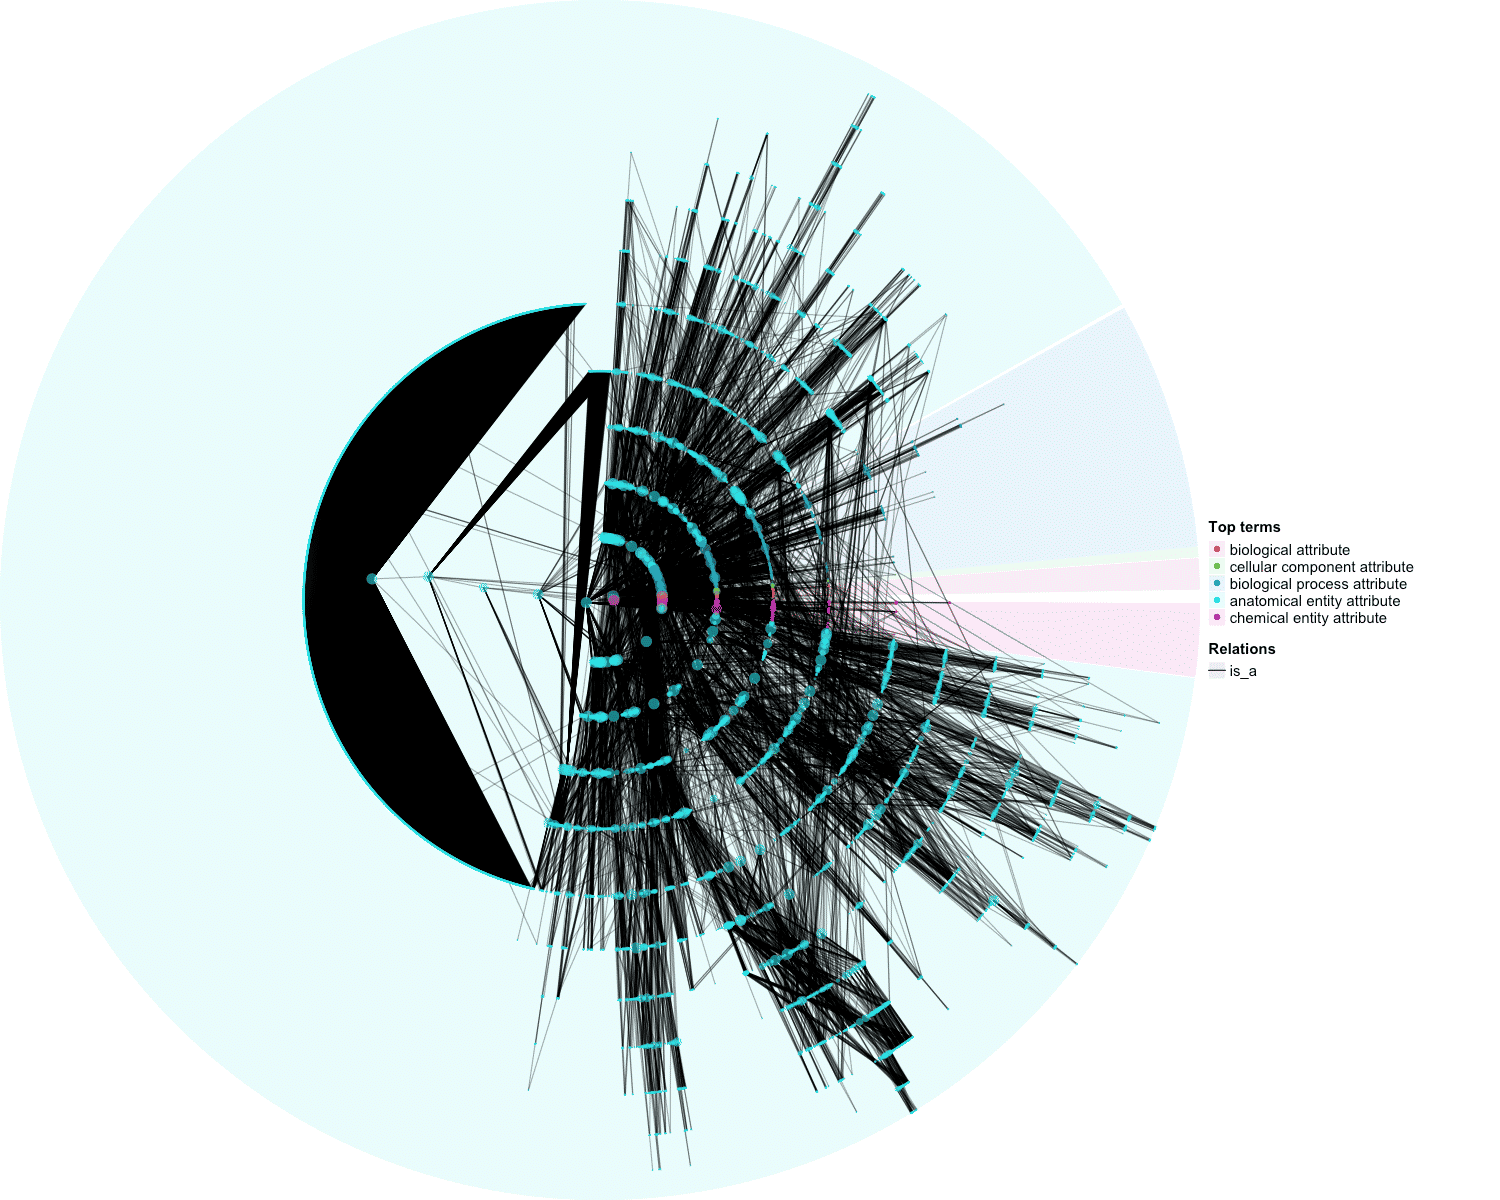 Top terms
biological attribute
cellular component attribute
biological process attribute
anatomical entity attribute
chemical entity attribute
Relations
is_a